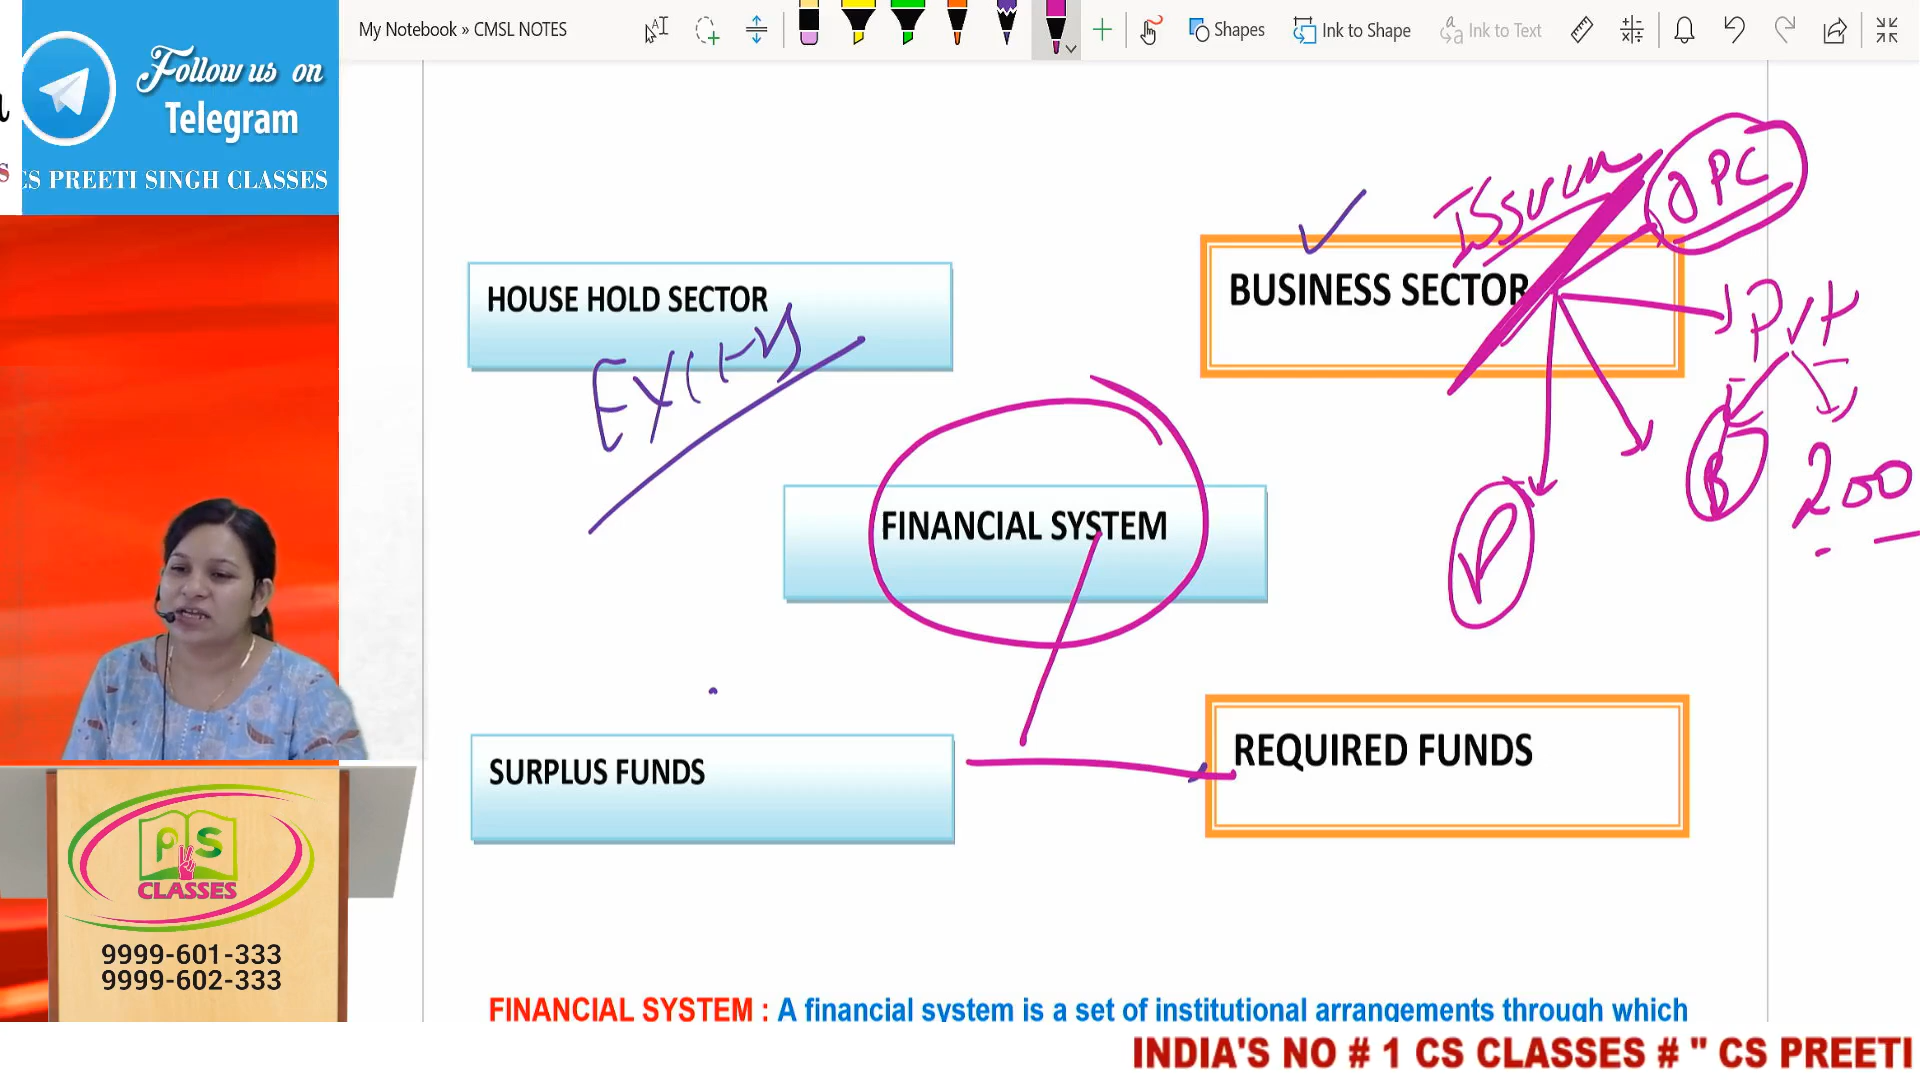 My Notebook » CMSL NOTES
Shapes
Ink to Shape
Ink to Text
Follow us on
Telegram
CS PREETI SINGH CLASSES
OPC
HOUSE HOLD SECTOR
BUSINESS SECTOR
Pvt
B
200
FINANCIAL SYSTEM
P
SURPLUS FUNDS
REQUIRED FUNDS
PS
CLASSES
9999-601-333
9999-602-333
FINANCIAL SYSTEM : A financial system is a set of institutional arrangements through which
INDIA'S NO # 1 CS CLASSES # " CS PREETI